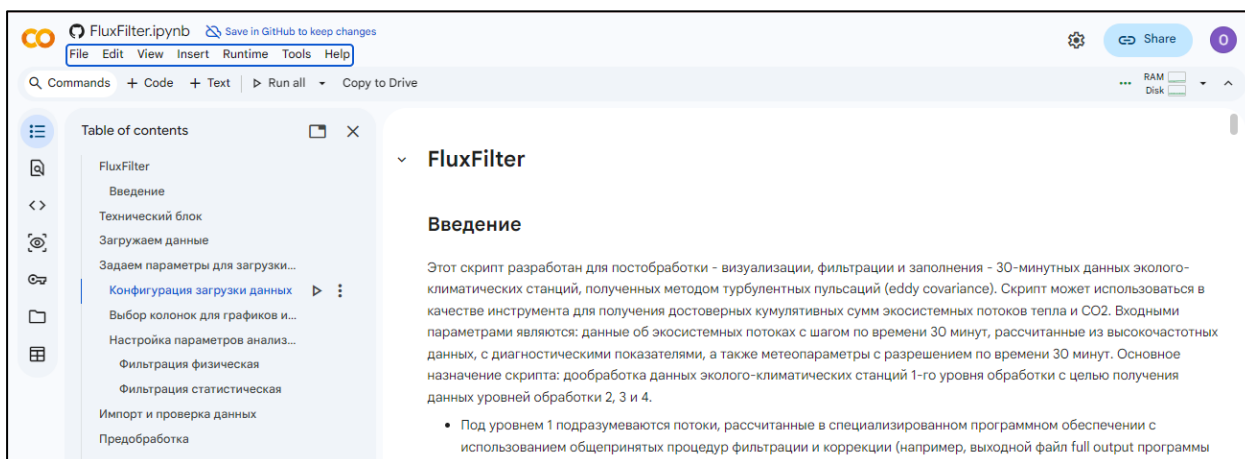 FluxFilter.ipynb Save in GitHub to keep changes
File Edit View Insert Runtime Tools Help
Share
O
Commands + Code + Text Run all Copy to Drive
RAM
Disk
Table of contents
FluxFilter
Введение
Технический блок
Загружаем данные
Задаем параметры для загрузки...
Конфигурация загрузки данных
Выбор колонок для графиков и...
Настройка параметров анализ...
Фильтрация физическая
Фильтрация статистическая
Импорт и проверка данных
Предобработка
FluxFilter
Введение
Этот скрипт разработан для постобработки - визуализации, фильтрации и заполнения - 30-минутных данных эколого-
климатических станций, полученных методом турбулентных пульсаций (eddy covariance). Скрипт может использоваться в
качестве инструмента для получения достоверных кумулятивных сумм экосистемных потоков тепла и CO2. Входными
параметрами являются: данные об экосистемных потоках с шагом по времени 30 минут, рассчитанные из высокочастотных
данных, с диагностическими показателями, а также метеопараметры с разрешением по времени 30 минут. Основное
назначение скрипта: дообработка данных эколого-климатических станций 1-го уровня обработки с целью получения
данных уровней обработки 2, 3 и 4.
• Под уровнем 1 подразумеваются потоки, рассчитанные в специализированном программном обеспечении с
использованием общепринятых процедур фильтрации и коррекции (например, выходной файл full output программы